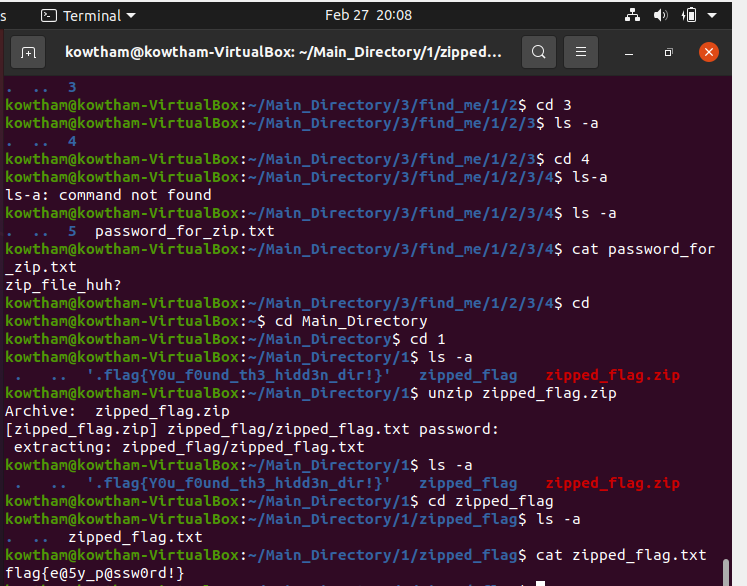 s Terminal Feb 27 20:08
kowtham@kowtham-VirtualBox: ~/Main_Directory/1/zipped...
. .. 3
kowtham@kowtham-VirtualBox:~/Main_Directory/3/find_me/1/2$ cd 3
kowtham@kowtham-VirtualBox:~/Main_Directory/3/find_me/1/2/3$ ls -a
. .. 4
kowtham@kowtham-VirtualBox:~/Main_Directory/3/find_me/1/2/3$ cd 4
kowtham@kowtham-VirtualBox:~/Main_Directory/3/find_me/1/2/3/4$ ls-a
ls-a: command not found
kowtham@kowtham-VirtualBox:~/Main_Directory/3/find_me/1/2/3/4$ ls -a
. .. 5 password_for_zip.txt
kowtham@kowtham-VirtualBox:~/Main_Directory/3/find_me/1/2/3/4$ cat password_for
_zip.txt
zip_file_huh?
kowtham@kowtham-VirtualBox:~/Main_Directory/3/find_me/1/2/3/4$ cd
kowtham@kowtham-VirtualBox:~$ cd Main_Directory
kowtham@kowtham-VirtualBox:~/Main_Directory$ cd 1
kowtham@kowtham-VirtualBox:~/Main_Directory/1$ ls -a
. .. '.flag{Y0u_f0und_th3_hidd3n_dir!}' zipped_flag zipped_flag.zip
kowtham@kowtham-VirtualBox:~/Main_Directory/1$ unzip zipped_flag.zip
Archive: zipped_flag.zip
[zipped_flag.zip] zipped_flag/zipped_flag.txt password:
extracting: zipped_flag/zipped_flag.txt
kowtham@kowtham-VirtualBox:~/Main_Directory/1$ ls -a
. .. '.flag{Y0u_f0und_th3_hidd3n_dir!}' zipped_flag zipped_flag.zip
kowtham@kowtham-VirtualBox:~/Main_Directory/1$ cd zipped_flag
kowtham@kowtham-VirtualBox:~/Main_Directory/1/zipped_flag$ ls -a
. .. zipped_flag.txt
kowtham@kowtham-VirtualBox:~/Main_Directory/1/zipped_flag$ cat zipped_flag.txt
flag{e@5y_p@ssw0rd!}
kowtham@kowtham-VirtualBox:~/Main_Directory/1/zipped_flag$